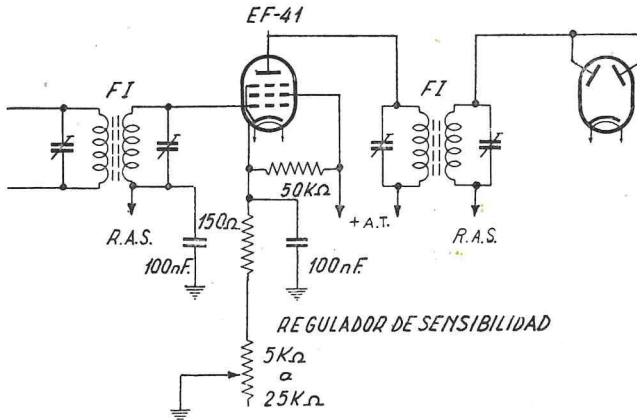 EF-41
FI
FI
50KΩ
150Ω
+ A.T.
R.A.S.
R.A.S.
100nF.
100nF.
REGULADOR DE SENSIBILIDAD
5KΩ
a
25KΩ